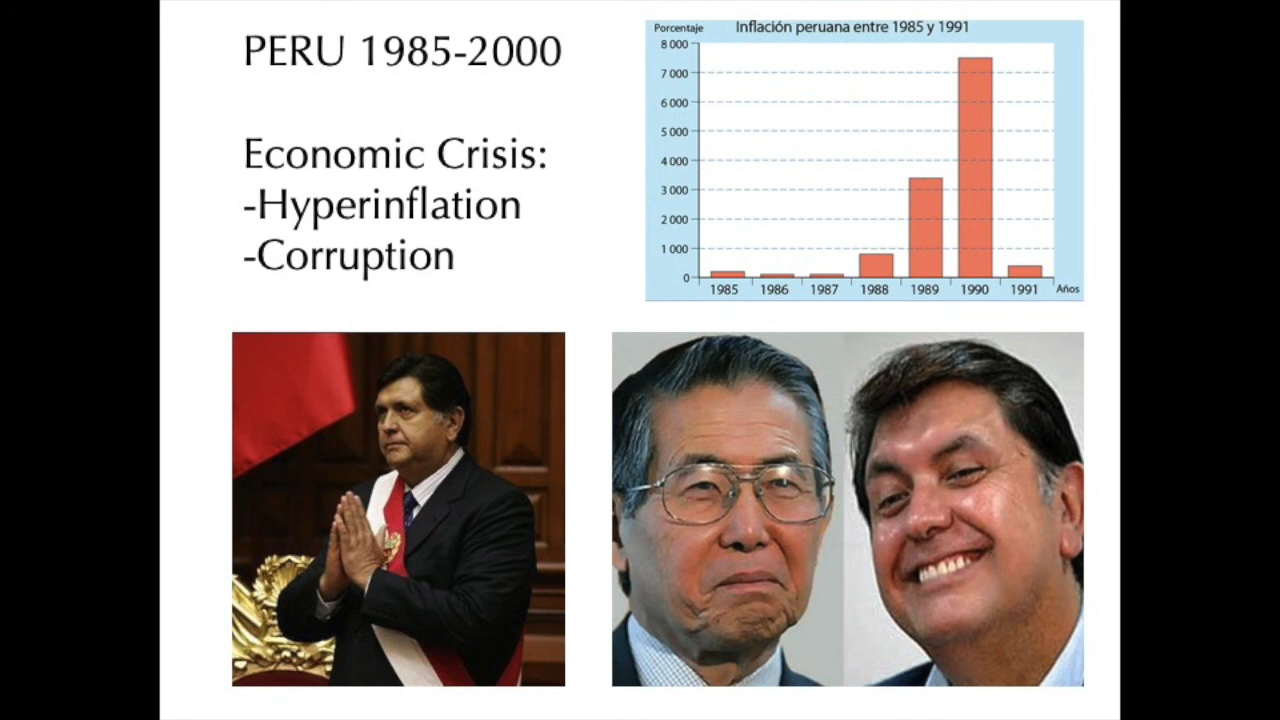 PERU 1985-2000
Economic Crisis:
-Hyperinflation
-Corruption
Porcentaje
Inflación peruana entre 1985 y 1991
8 000
7 000
6 000
5 000
4 000
3 000
2 000
1 000
0
1985 1986 1987 1988 1989 1990 1991 Años